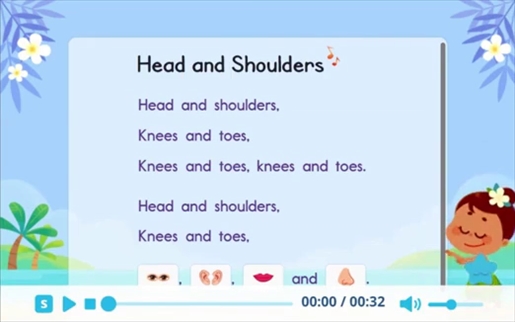 Head and Shoulders
Head and shoulders,
Knees and toes,
Knees and toes, knees and toes.
Head and shoulders,
Knees and toes,
, , and .
S 00:00 / 00:32